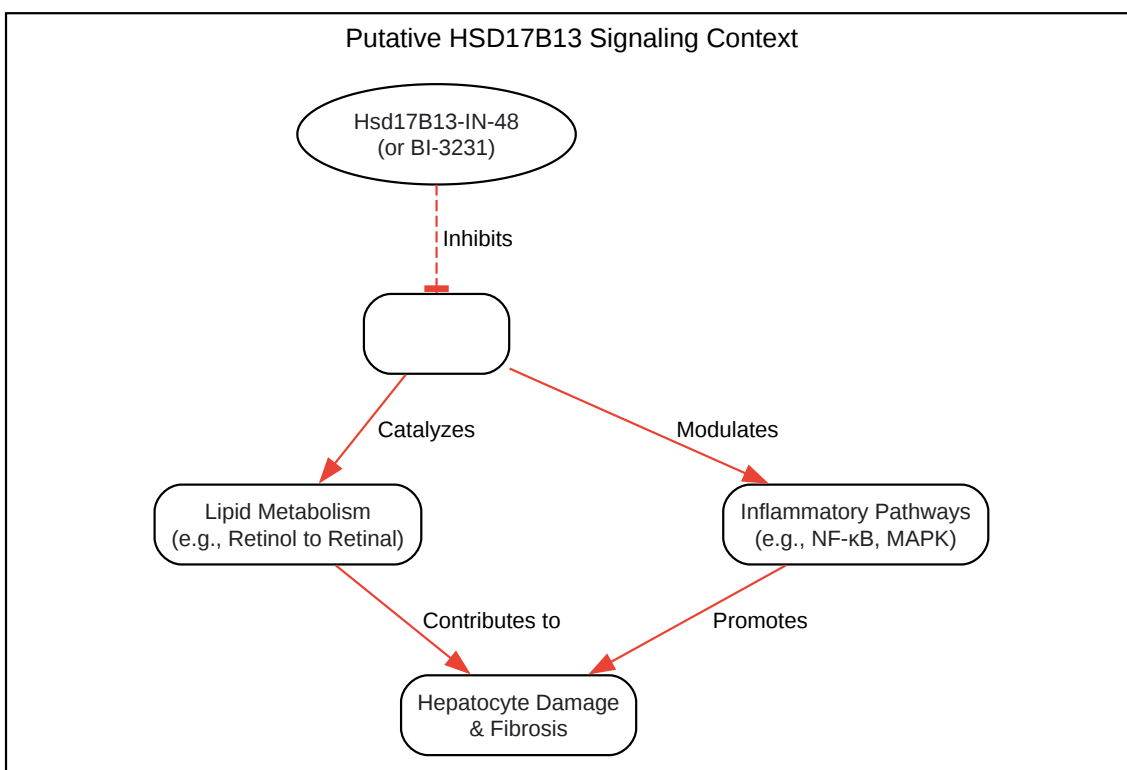 Putative HSD17B13 Signaling Context
Hsd17B13-IN-48
(or BI-3231)
Inhibits
Catalyzes
Modulates
Lipid Metabolism
(e.g., Retinol to Retinal)
Inflammatory Pathways
(e.g., NF-κB, MAPK)
Contributes to
Promotes
Hepatocyte Damage
& Fibrosis